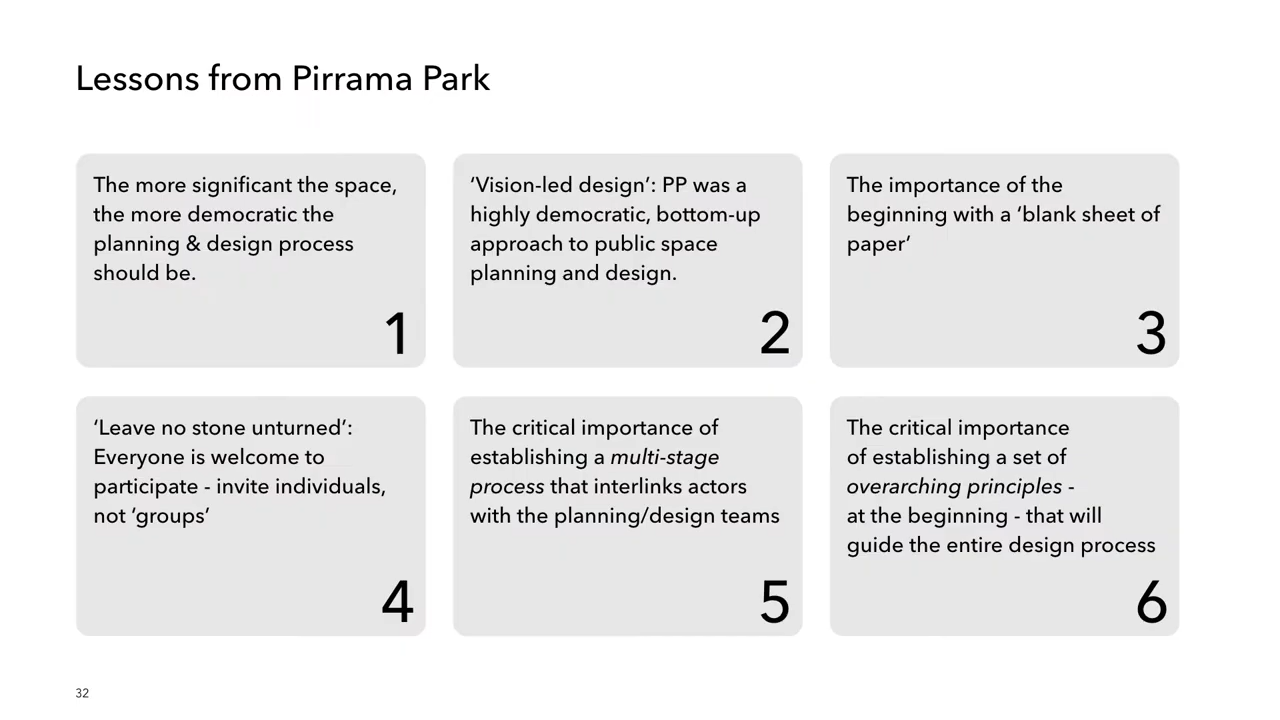 Lessons from Pirrama Park
The more significant the space,
the more democratic the
planning & design process
should be.
1
‘Vision-led design’: PP was a
highly democratic, bottom-up
approach to public space
planning and design.
2
The importance of the
beginning with a ‘blank sheet of
paper’
3
‘Leave no stone unturned’:
Everyone is welcome to
participate - invite individuals,
not ‘groups’
4
The critical importance of
establishing a multi-stage
process that interlinks actors
with the planning/design teams
5
The critical importance
of establishing a set of
overarching principles -
at the beginning - that will
guide the entire design process
6
32